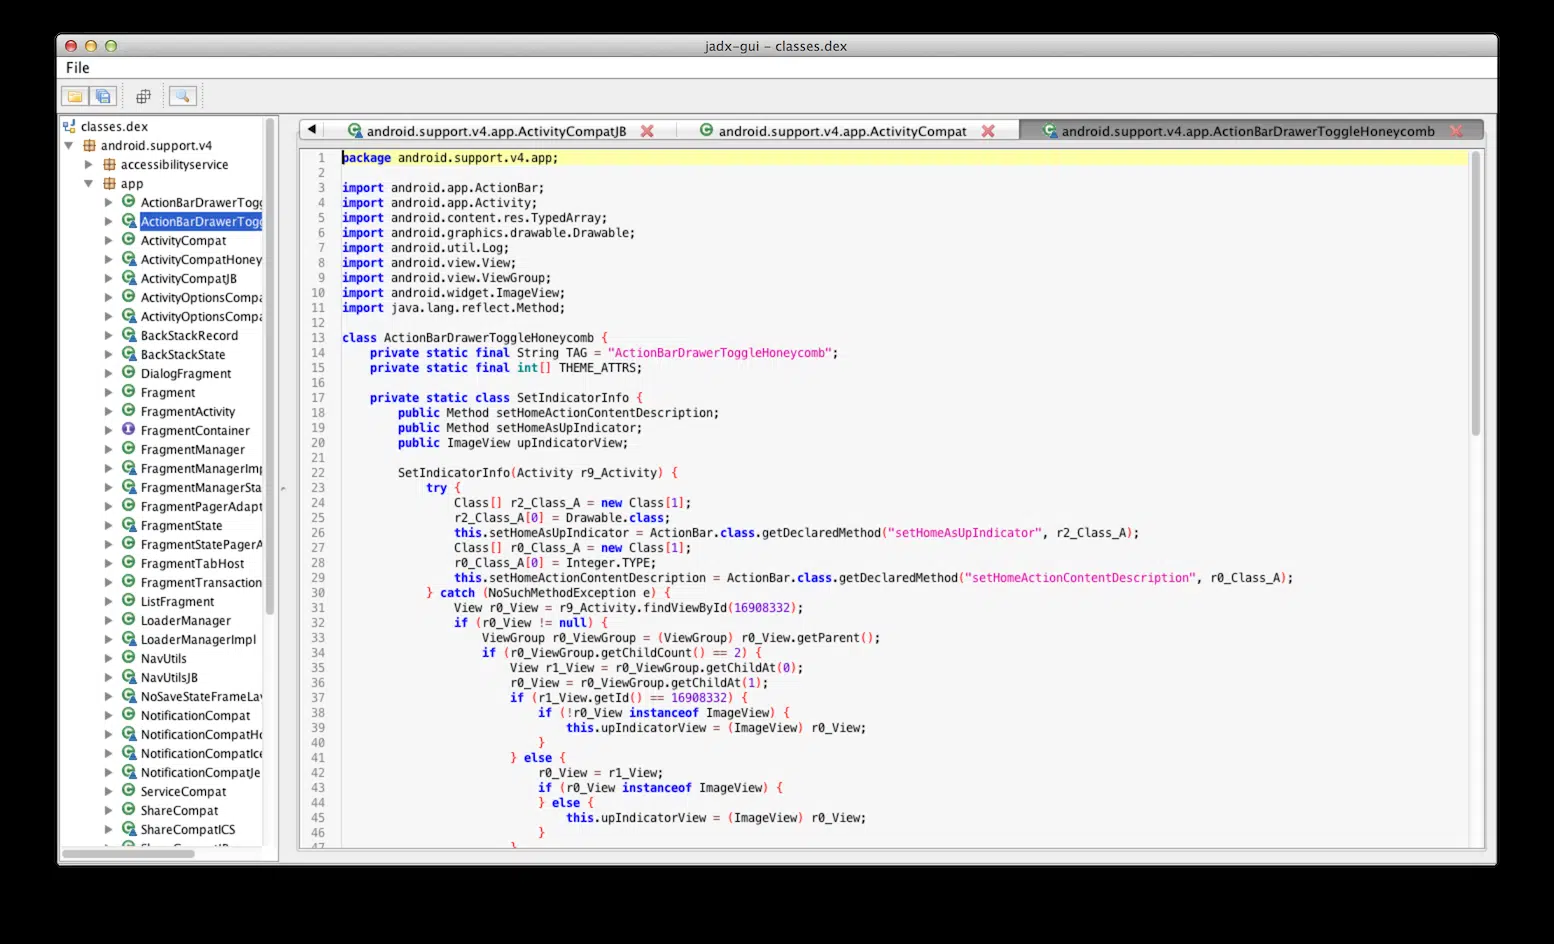 jadx-gui – classes.dex
File
classes.dex
android.support.v4
accessibilityservice
app
ActionBarDrawerTogg
ActionBarDrawerTogg
ActivityCompat
ActivityCompatHoney
ActivityCompatJB
ActivityOptionsCompa
ActivityOptionsCompa
BackStackRecord
BackStackState
DialogFragment
Fragment
FragmentActivity
FragmentContainer
FragmentManager
FragmentManagerImp
FragmentManagerSta
FragmentPagerAdapt
FragmentState
FragmentStatePagerA
FragmentTabHost
FragmentTransaction
ListFragment
LoaderManager
LoaderManagerImpl
NavUtils
NavUtilsJB
NoSaveStateFrameLa
NotificationCompat
NotificationCompatH
NotificationCompatIc
NotificationCompatJe
ServiceCompat
ShareCompat
ShareCompatICS
android.support.v4.app.ActivityCompatJB
android.support.v4.app.ActivityCompat
android.support.v4.app.ActionBarDrawerToggleHoneycomb
1 package android.support.v4.app;
2
3 import android.app.ActionBar;
4 import android.app.Activity;
5 import android.content.res.TypedArray;
6 import android.graphics.drawable.Drawable;
7 import android.util.Log;
8 import android.view.View;
9 import android.view.ViewGroup;
10 import android.widget.ImageView;
11 import java.lang.reflect.Method;
12
13 class ActionBarDrawerToggleHoneycomb {
14 private static final String TAG = "ActionBarDrawerToggleHoneycomb";
15 private static final int[] THEME_ATTRS;
16
17 private static class SetIndicatorInfo {
18 public Method setHomeActionContentDescription;
19 public Method setHomeAsUpIndicator;
20 public ImageView upIndicatorView;
21
22 SetIndicatorInfo(Activity r9_Activity) {
23 try {
24 Class[] r2_Class_A = new Class[1];
25 r2_Class_A[0] = Drawable.class;
26 this.setHomeAsUpIndicator = ActionBar.class.getDeclaredMethod("setHomeAsUpIndicator", r2_Class_A);
27 Class[] r0_Class_A = new Class[1];
28 r0_Class_A[0] = Integer.TYPE;
29 this.setHomeActionContentDescription = ActionBar.class.getDeclaredMethod("setHomeActionContentDescription", r0_Class_A);
30 } catch (NoSuchMethodException e) {
31 View r0_View = r9_Activity.findViewById(16908332);
32 if (r0_View != null) {
33 ViewGroup r0_ViewGroup = (ViewGroup) r0_View.getParent();
34 if (r0_ViewGroup.getChildCount() == 2) {
35 View r1_View = r0_ViewGroup.getChildAt(0);
36 r0_View = r0_ViewGroup.getChildAt(1);
37 if (r1_View.getId() == 16908332) {
38 if (!r0_View instanceof ImageView) {
39 this.upIndicatorView = (ImageView) r0_View;
40 }
41 } else {
42 r0_View = r1_View;
43 if (r0_View instanceof ImageView) {
44 } else {
45 this.upIndicatorView = (ImageView) r0_View;
46 }
47 }